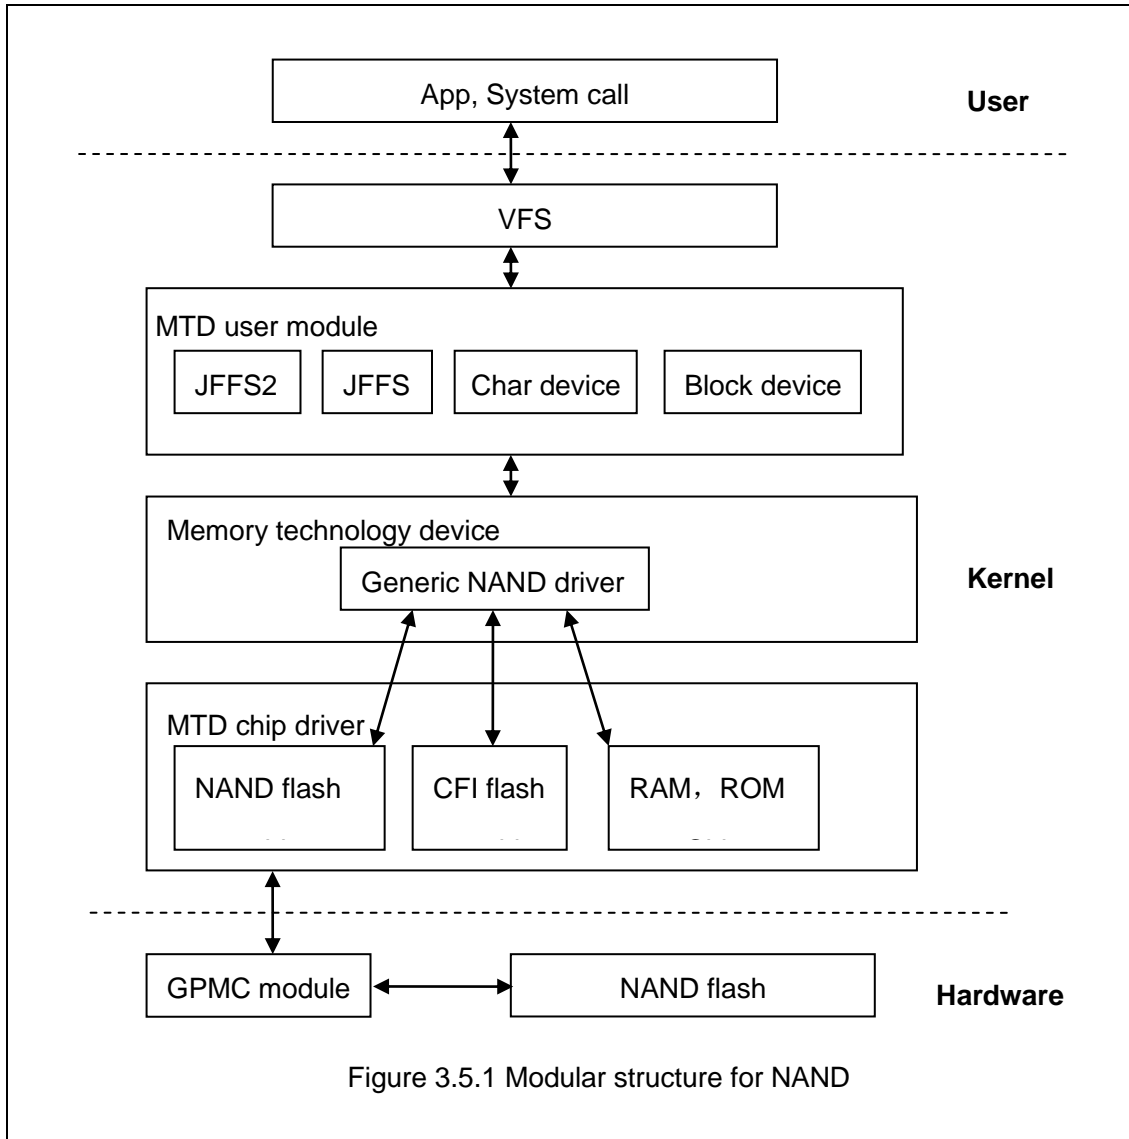 App, System call
User
VFS
MTD user module
JFFS2
JFFS
Char device
Block device
Memory technology device
Generic NAND driver
Kernel
MTD chip driver
NAND flash
CFI flash
RAM，ROM
GPMC module
NAND flash
Hardware
Figure 3.5.1 Modular structure for NAND